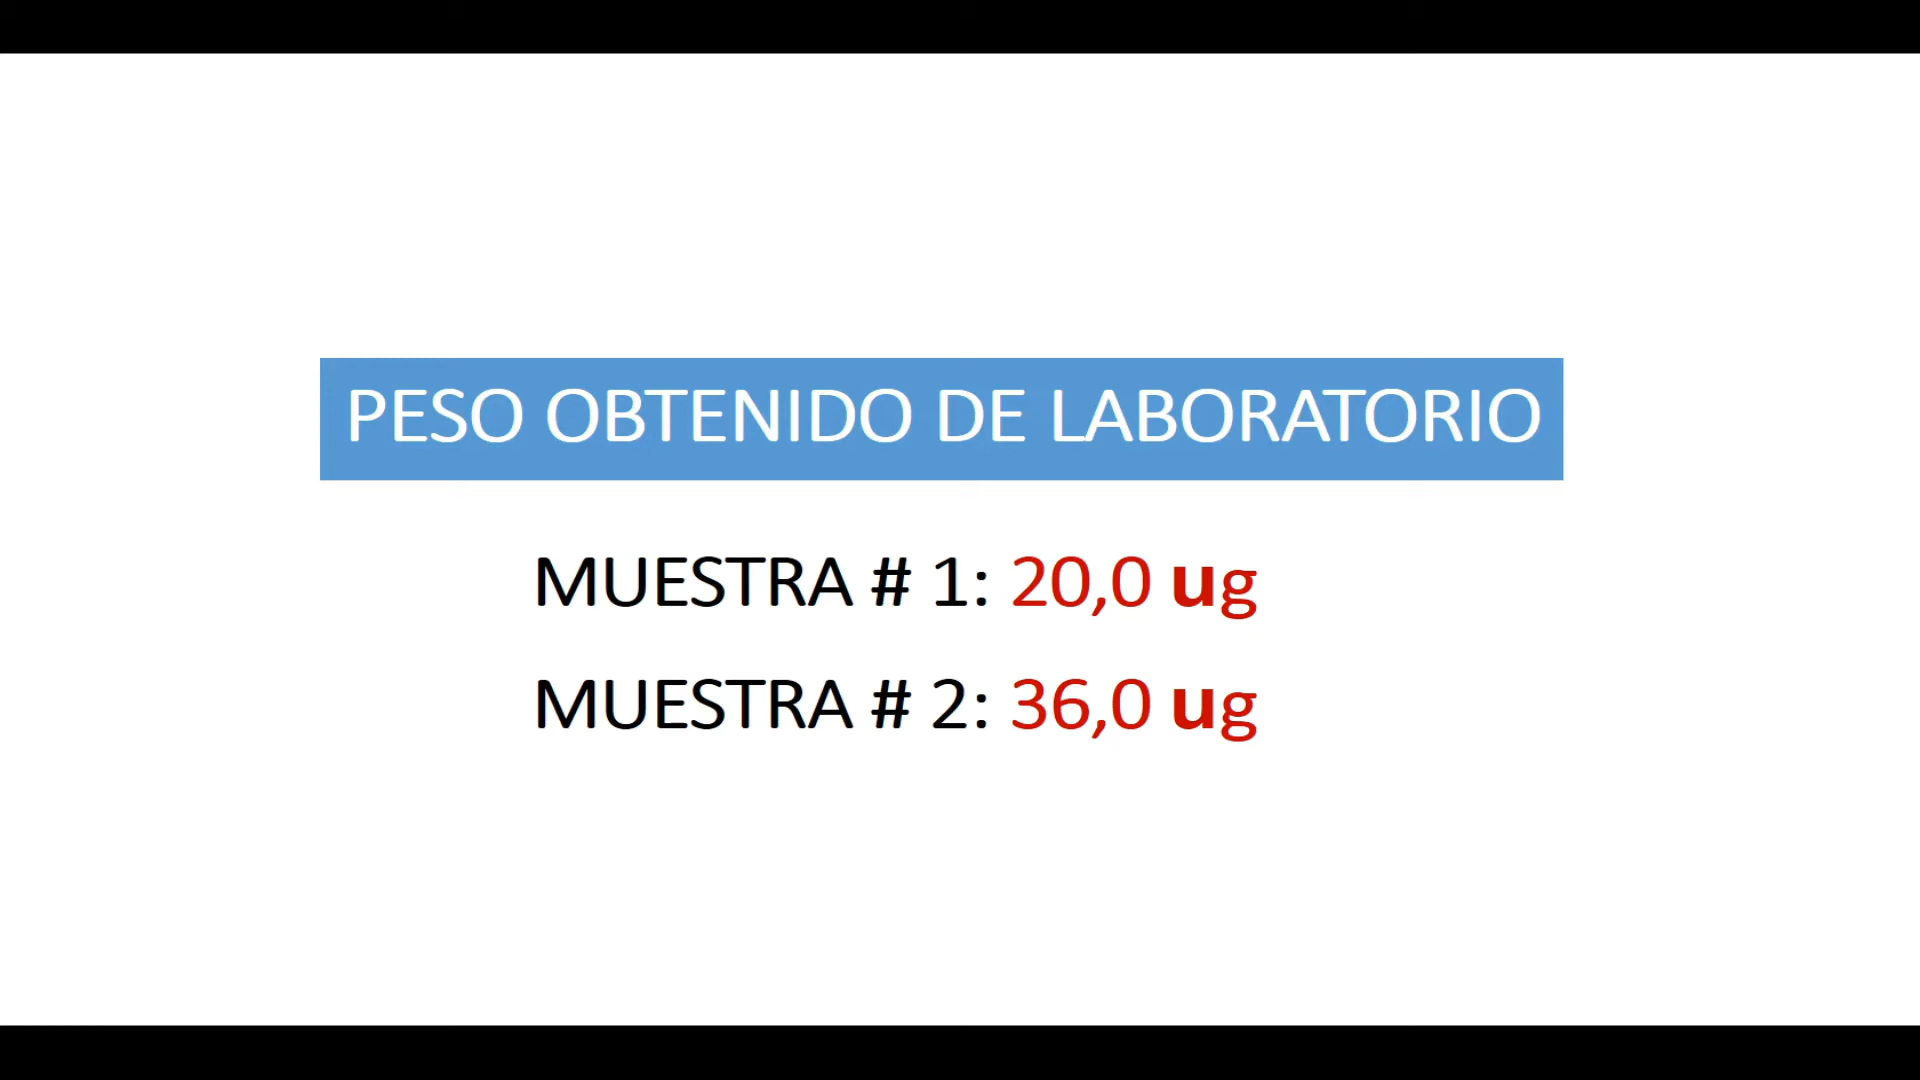 PESO OBTENIDO DE LABORATORIO
MUESTRA # 1: 20,0 ug
MUESTRA # 2: 36,0 ug